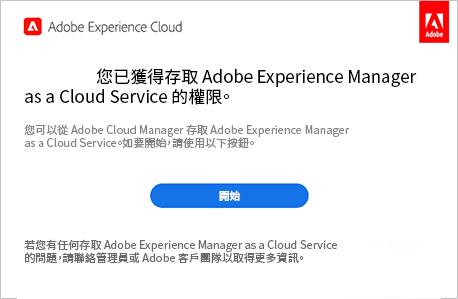 Adobe Experience Cloud
Adobe
您已獲得存取 Adobe Experience Manager
as a Cloud Service 的權限。
您可以從 Adobe Cloud Manager 存取 Adobe Experience Manager
as a Cloud Service。如要開始，請使用以下按鈕。
開始
若您有任何存取 Adobe Experience Manager as a Cloud Service
的問題，請聯絡管理員或 Adobe 客戶團隊以取得更多資訊。